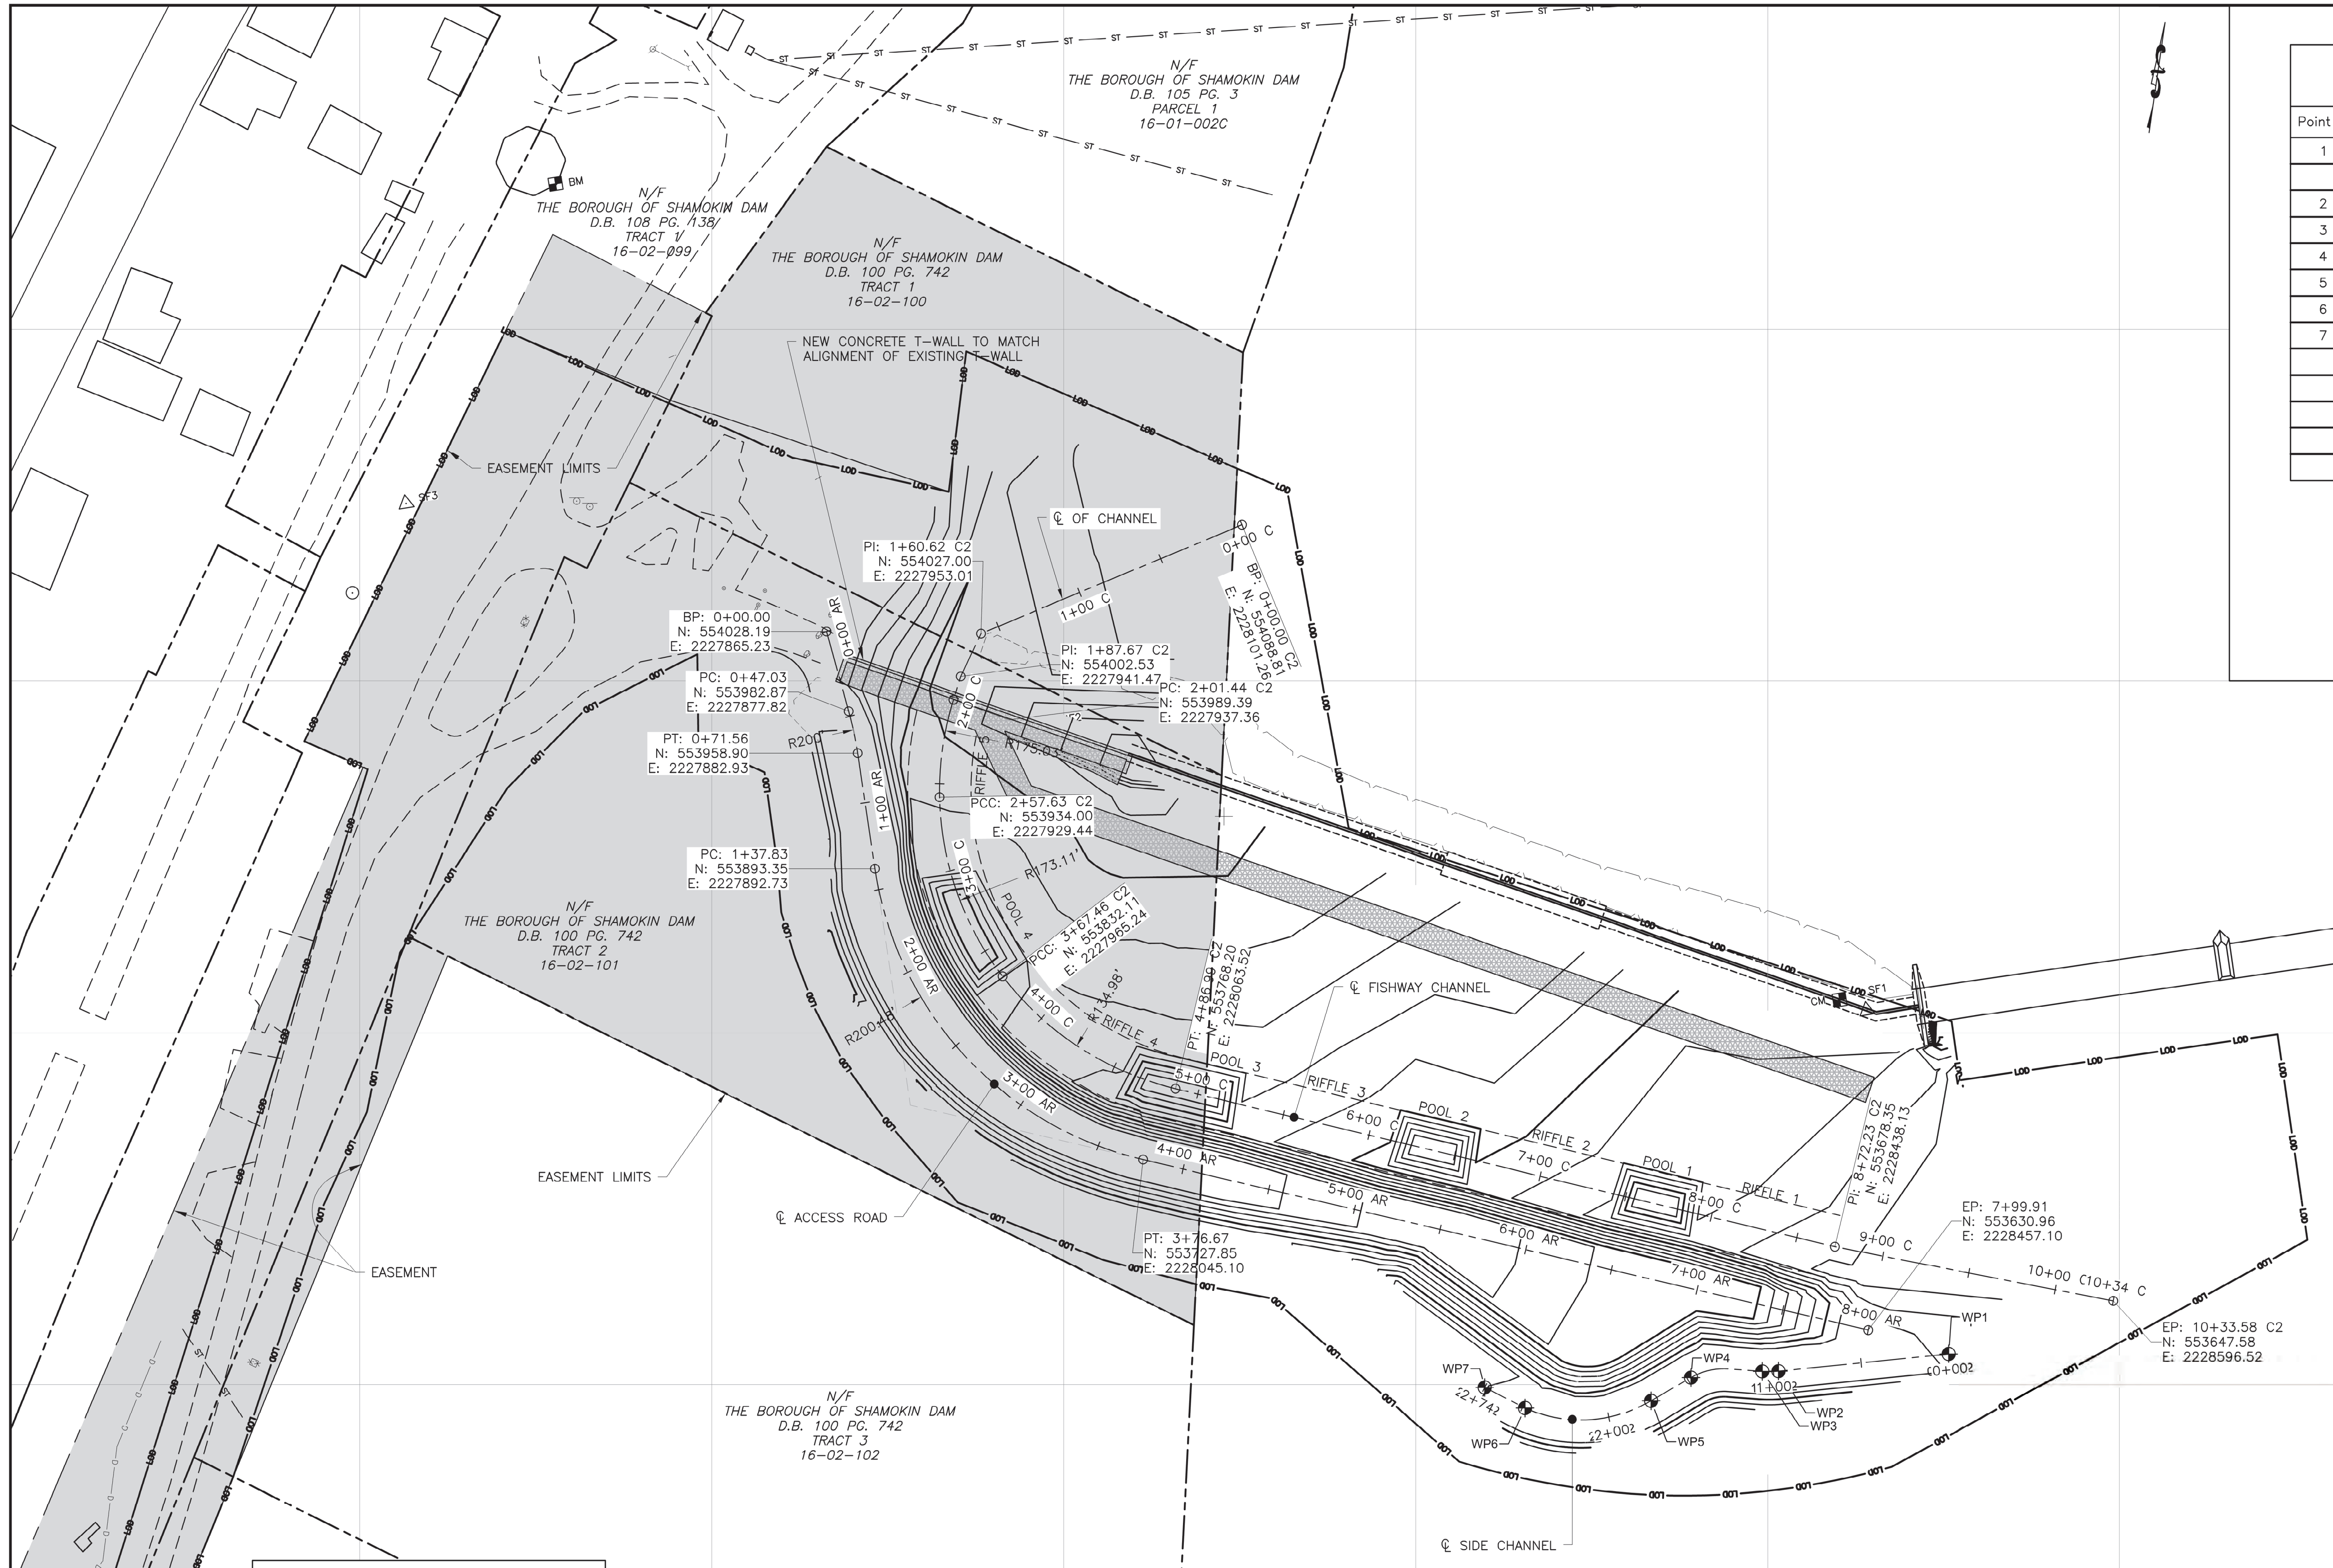 N/F
THE BOROUGH OF SHAMOKIN DAM
D.B. 105 PG. 3
PARCEL 1
16-01-002C
Point
1
2
3
4
5
6
7
BM
N/F
THE BOROUGH OF SHAMOKIN DAM
D.B. 108 PG. 138
TRACT 1
16-02-099
N/F
THE BOROUGH OF SHAMOKIN DAM
D.B. 100 PG. 742
TRACT 1
16-02-100
NEW CONCRETE T-WALL TO MATCH
ALIGNMENT OF EXISTING T-WALL
EASEMENT LIMITS
SF3
℄ OF CHANNEL
0+00 C
BP: 0+00.00 C2
N: 554088.81
E: 2228101.26
1+00 C
PI: 1+60.62 C2
N: 554027.00
E: 2227953.01
0+00 AR
BP: 0+00.00
N: 554028.19
E: 2227865.23
PI: 1+87.67 C2
N: 554002.53
E: 2227941.47
PC: 0+47.03
N: 553982.87
E: 2227877.82
PC: 2+01.44 C2
N: 553989.39
E: 2227937.36
2+00 C
PT: 0+71.56
N: 553958.90
E: 2227882.93
R200
R175.03
RIFFLE 5
1+00 AR
PCC: 2+57.63 C2
N: 553934.00
E: 2227929.44
PC: 1+37.83
N: 553893.35
E: 2227892.73
3+00 C
R173.11'
POOL 4
PCC: 3+67.46 C2
N: 553832.11
E: 2227965.24
N/F
THE BOROUGH OF SHAMOKIN DAM
D.B. 100 PG. 742
TRACT 2
16-02-101
2+00 AR
4+00 C
R134.98'
RIFFLE 4
PT: 4+86.99 C2
N: 553768.20
E: 2228063.52
℄ FISHWAY CHANNEL
CM
SF1
3+00 AR
5+00 C
POOL 3
RIFFLE 3
6+00 C
POOL 2
RIFFLE 2
7+00 C
POOL 1
RIFFLE 1
8+00 C
PI: 8+72.23 C2
N: 553678.35
E: 2228438.13
4+00 AR
5+00 AR
6+00 AR
7+00 AR
8+00 AR
9+00 C
10+00 C
10+34 C
EASEMENT LIMITS
℄ ACCESS ROAD
EASEMENT
PT: 3+76.67
N: 553727.85
E: 2228045.10
EP: 7+99.91
N: 553630.96
E: 2228457.10
EP: 10+33.58 C2
N: 553647.58
E: 2228596.52
WP1
WP4
WP7
WP2
WP3
WP5
WP6
N/F
THE BOROUGH OF SHAMOKIN DAM
D.B. 100 PG. 742
TRACT 3
16-02-102
℄ SIDE CHANNEL